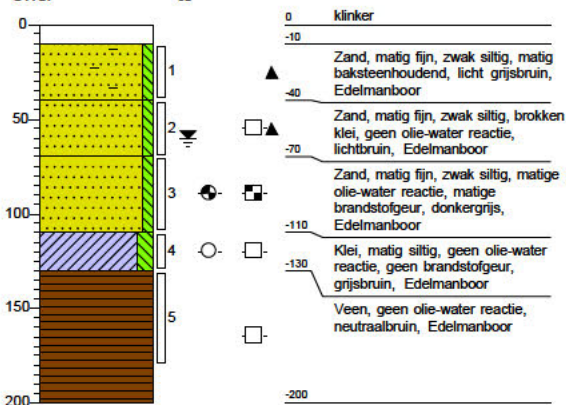 0 klinker
-10
Zand, matig fijn, zwak siltig, matig
baksteenhoudend, licht grijsbruin,
Edelmanboor
-40
Zand, matig fijn, zwak siltig, brokken
klei, geen olie-water reactie,
lichtbruin, Edelmanboor
-70
Zand, matig fijn, zwak siltig, matige
olie-water reactie, matige
brandstofgeur, donkergrijs,
Edelmanboor
-110
Klei, matig siltig, geen olie-water
reactie, geen brandstofgeur,
grijsbruin, Edelmanboor
-130
Veen, geen olie-water reactie,
neutraalbruin, Edelmanboor
-200
0
50
100
150
200
1
2
3
4
5